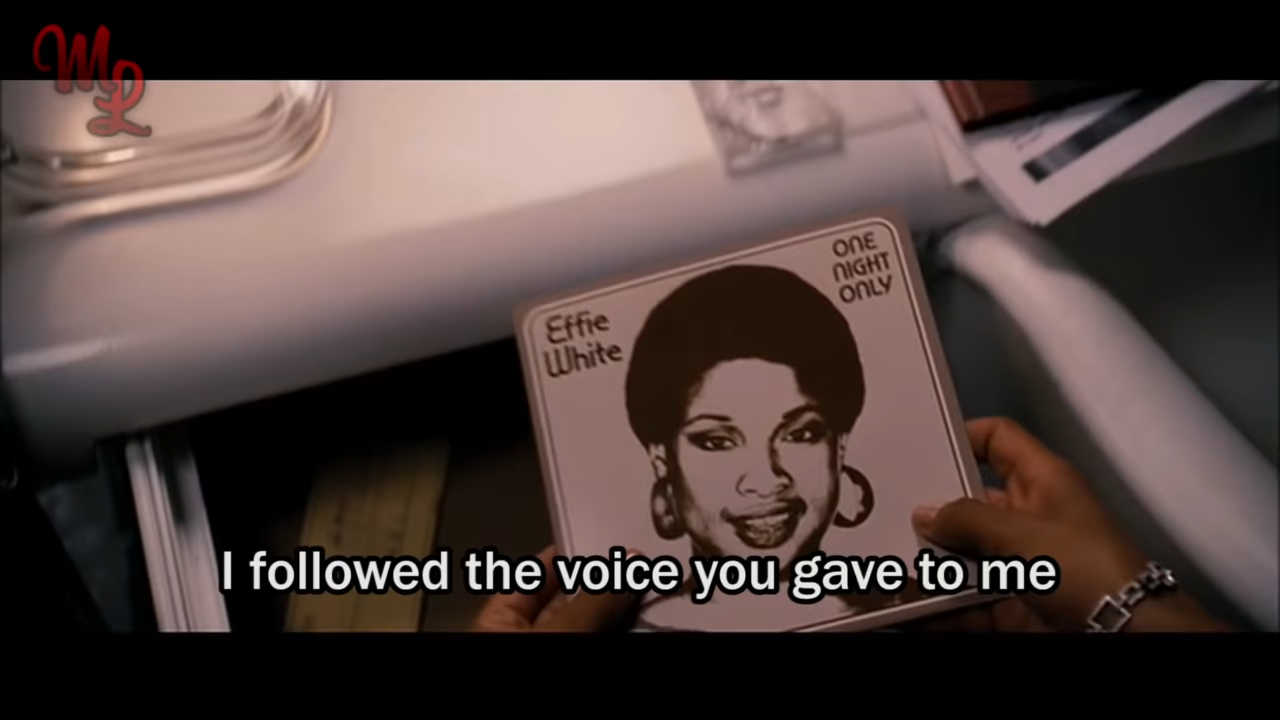 ML
Effie
White
ONE
NIGHT
ONLY
I followed the voice you gave to me